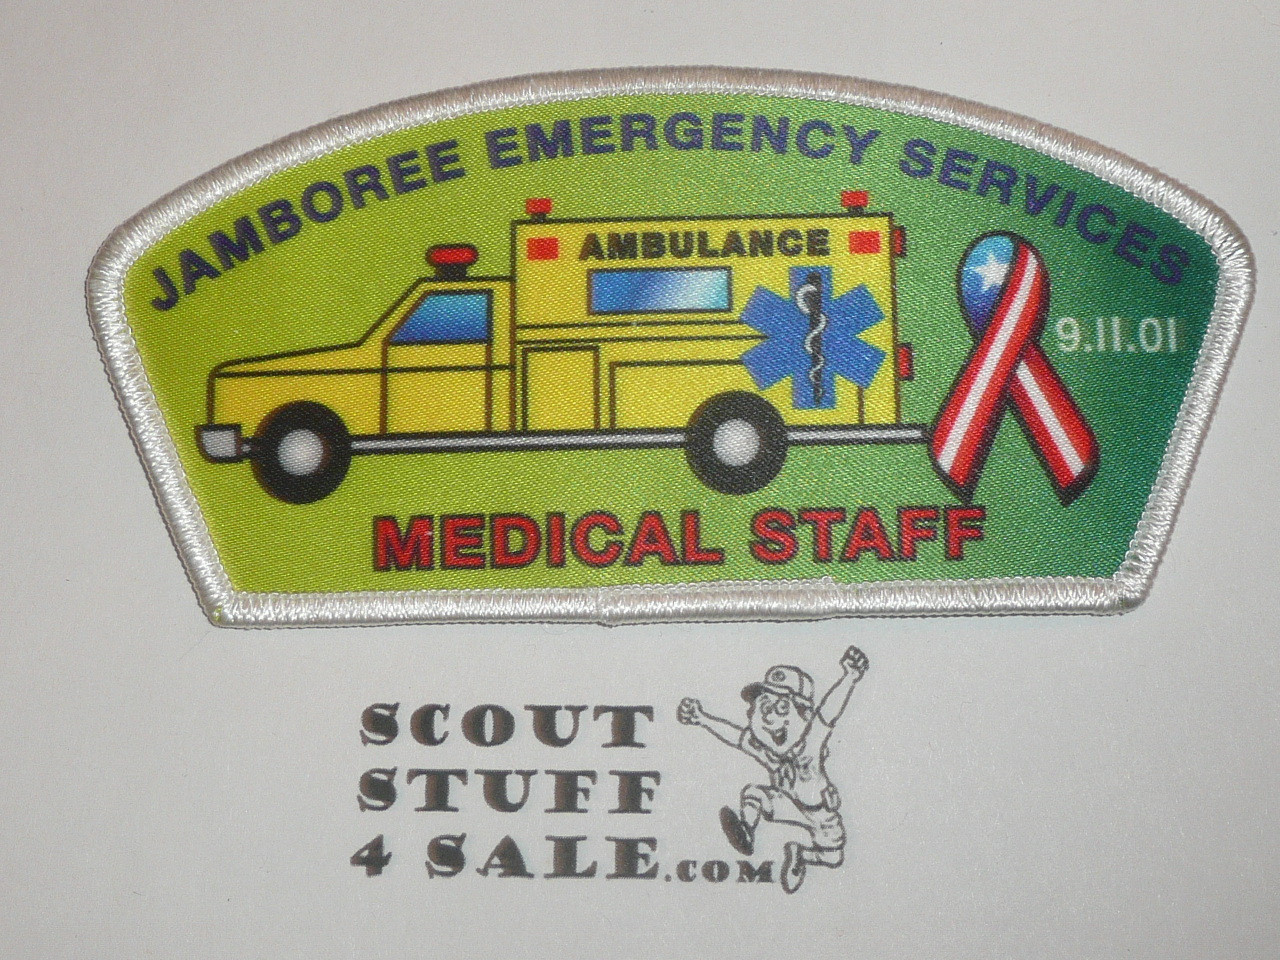 JAMBOREE EMERGENCY SERVICES
AMBULANCE
9.11.01
MEDICAL STAFF
SCOUT
STUFF
4 SALE.COM